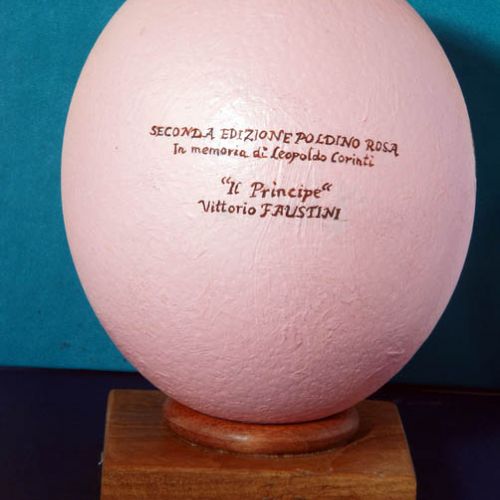 SECONDA EDIZIONE POLDINO ROSA
In memoria di Leopoldo Corinti
“Il Principe“
Vittorio FAUSTINI